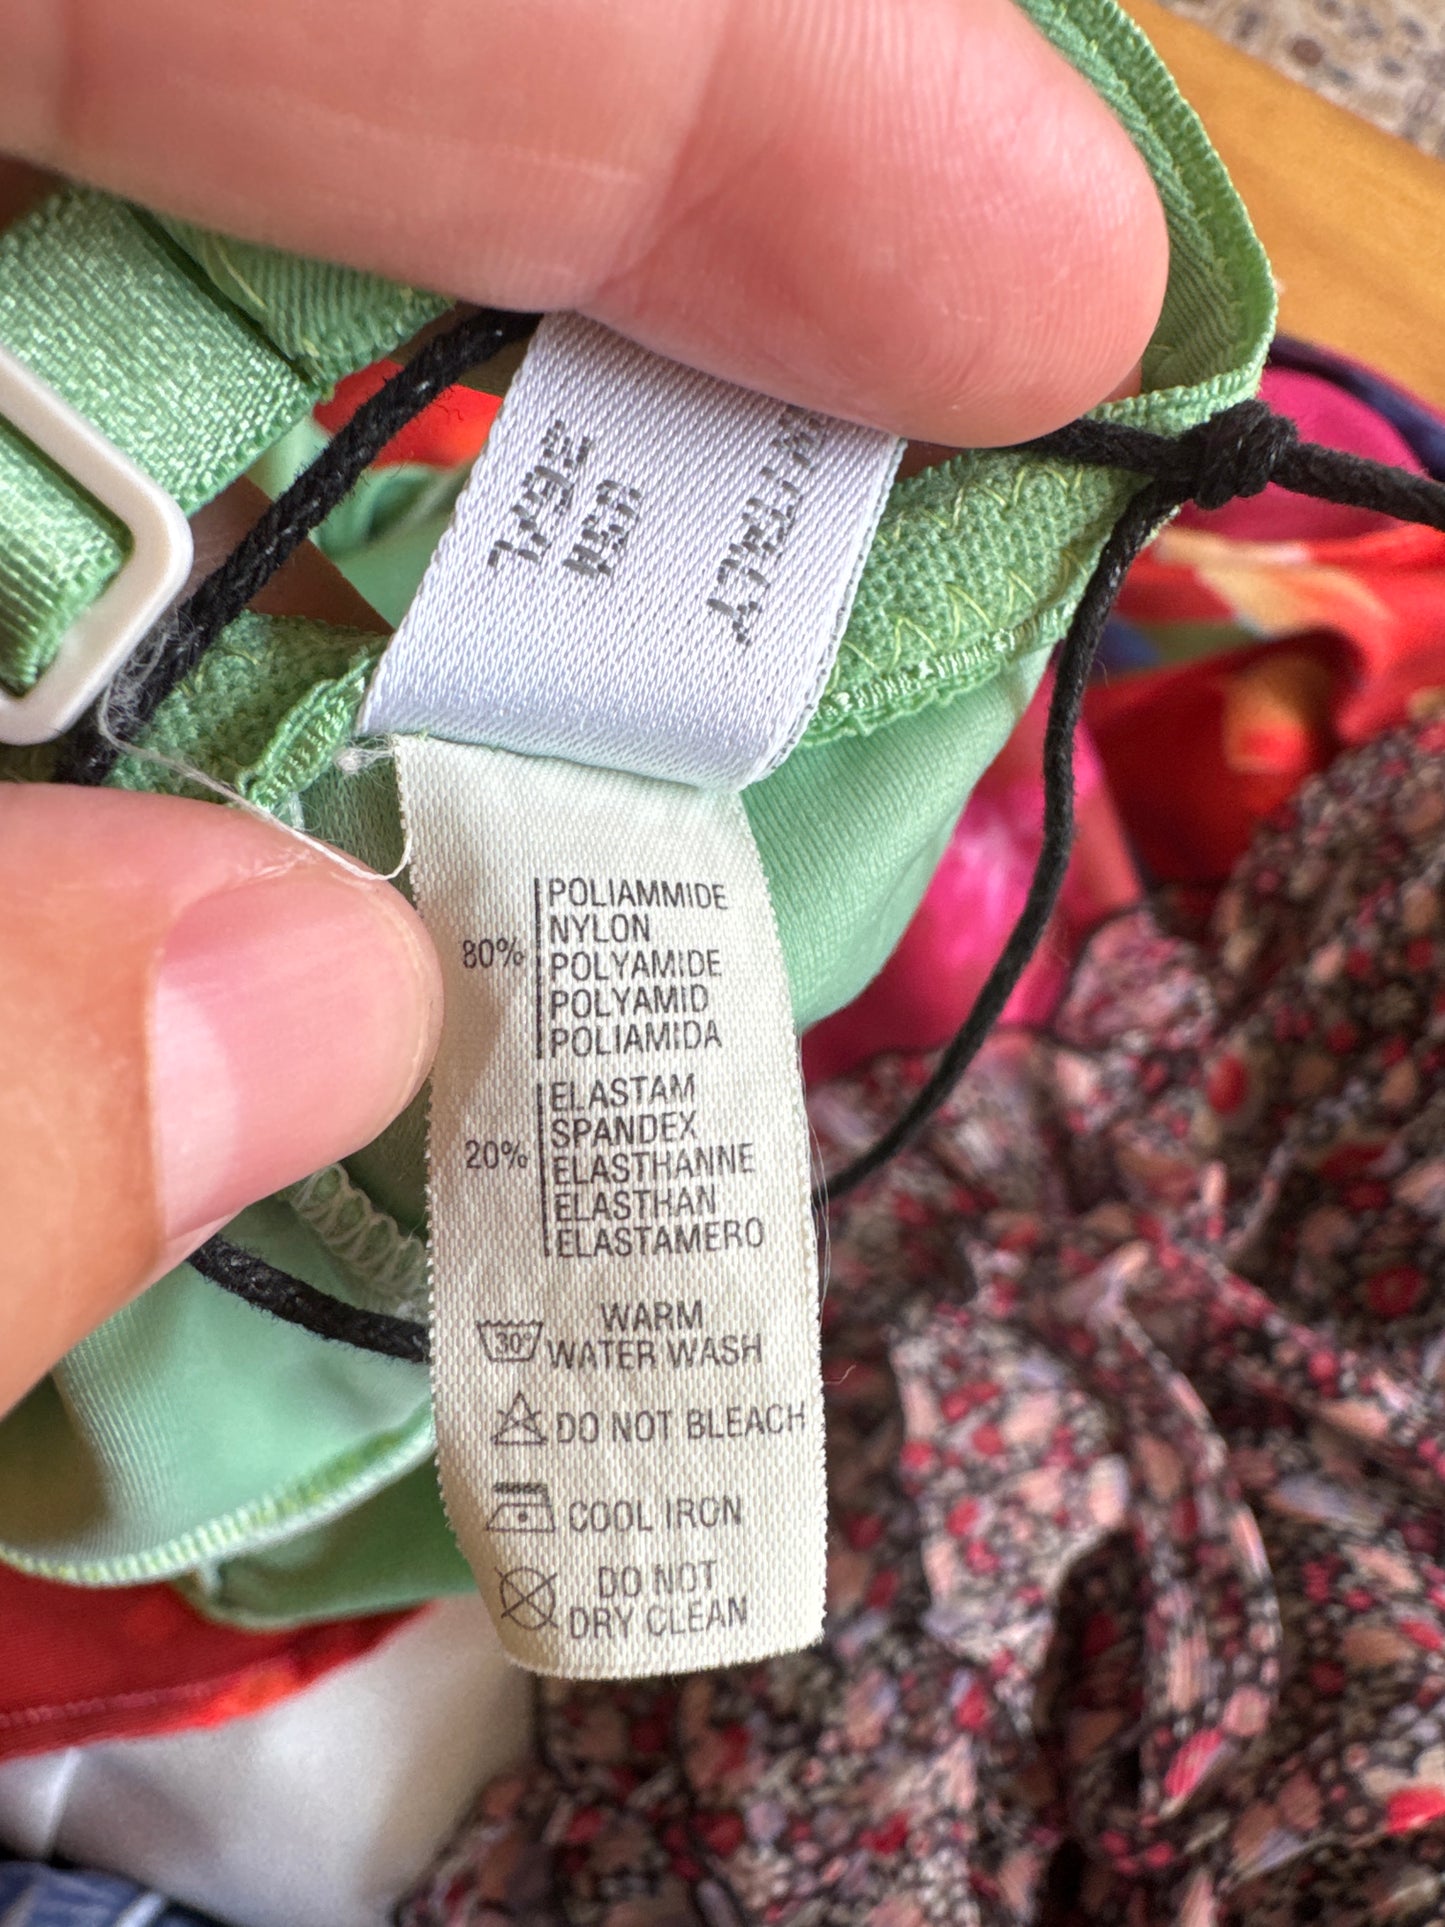 ITALY
80%
POLIAMMIDE
NYLON
POLYAMIDE
POLYAMID
POLIAMIDA
20%
ELASTAM
SPANDEX
ELASTHANNE
ELASTHAN
ELASTAMERO
30° WARM
WATER WASH
DO NOT BLEACH
COOL IRON
DO NOT
DRY CLEAN